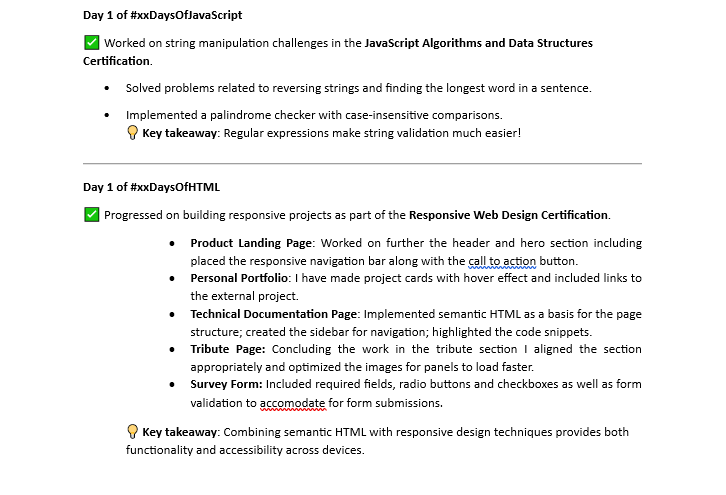 Day 1 of #xxDaysOfJavaScript
✅ Worked on string manipulation challenges in the JavaScript Algorithms and Data Structures
Certification.
• Solved problems related to reversing strings and finding the longest word in a sentence.
• Implemented a palindrome checker with case-insensitive comparisons.
💡 Key takeaway: Regular expressions make string validation much easier!
Day 1 of #xxDaysOfHTML
✅ Progressed on building responsive projects as part of the Responsive Web Design Certification.
• Product Landing Page: Worked on further the header and hero section including
placed the responsive navigation bar along with the call to action button.
• Personal Portfolio: I have made project cards with hover effect and included links to
the external project.
• Technical Documentation Page: Implemented semantic HTML as a basis for the page
structure; created the sidebar for navigation; highlighted the code snippets.
• Tribute Page: Concluding the work in the tribute section I aligned the section
appropriately and optimized the images for panels to load faster.
• Survey Form: Included required fields, radio buttons and checkboxes as well as form
validation to accomodate for form submissions.
💡 Key takeaway: Combining semantic HTML with responsive design techniques provides both
functionality and accessibility across devices.